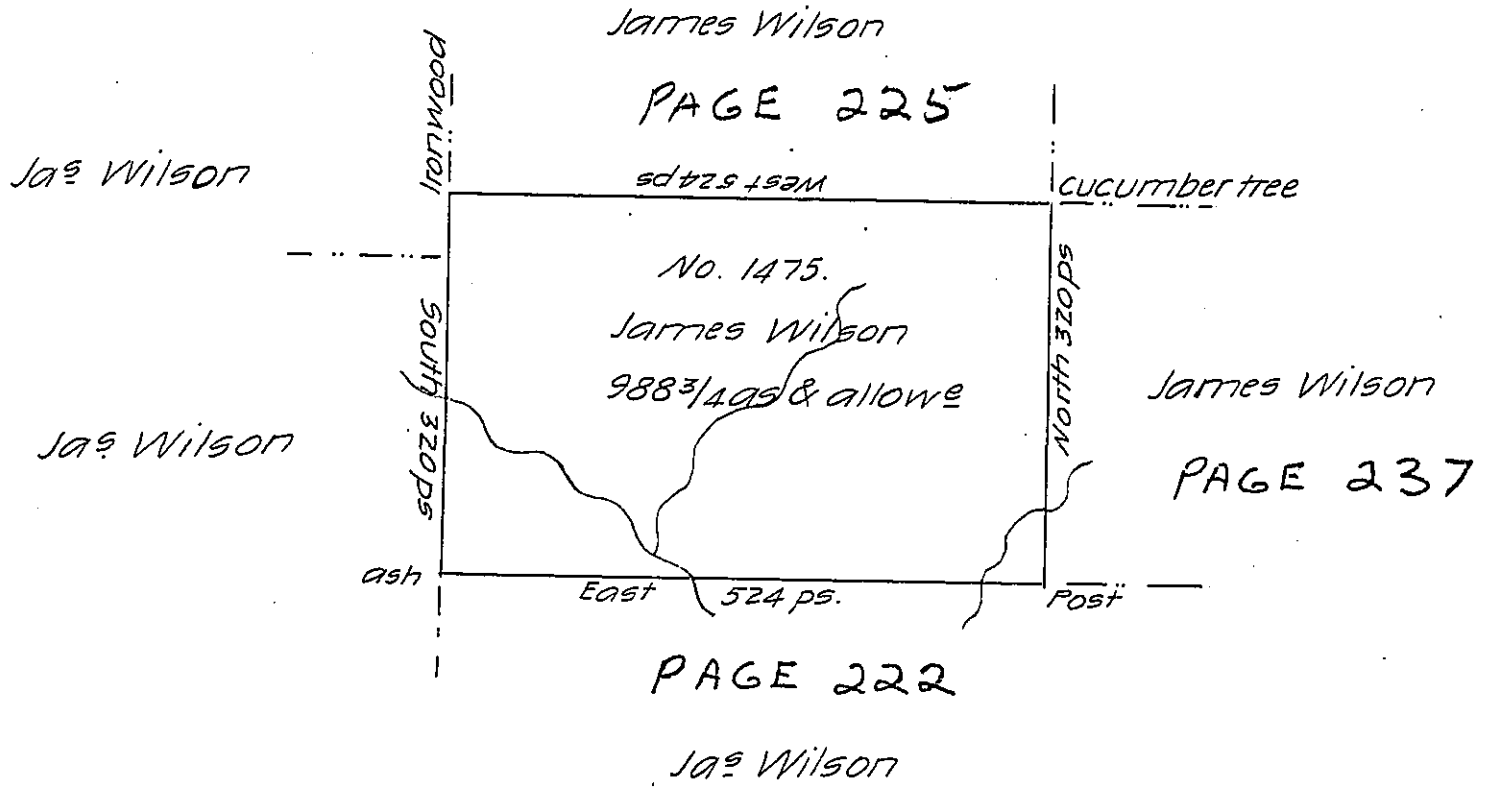 James Wilson
PAGE 225
ironwood
Jaˢ Wilson
West 524 ps
cucumber tree
No. 1475.
James Wilson
988 3/4 as & allowᵉ
South 320 ps
North 320 ps
James Wilson
PAGE 237
Jaˢ Wilson
ash
East 524 ps.
Post
PAGE 222
Jaˢ Wilson